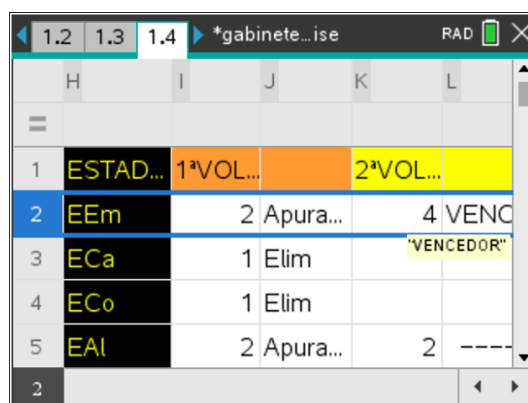 1.2 1.3 1.4 *gabinete…ise RAD
H I J K L
=
1 ESTAD... 1ªVOL... 2ªVOL...
2 EEm 2 Apura... 4 VENC
"VENCEDOR"
3 ECa 1 Elim
4 ECo 1 Elim
5 EAl 2 Apura... 2 ----
2